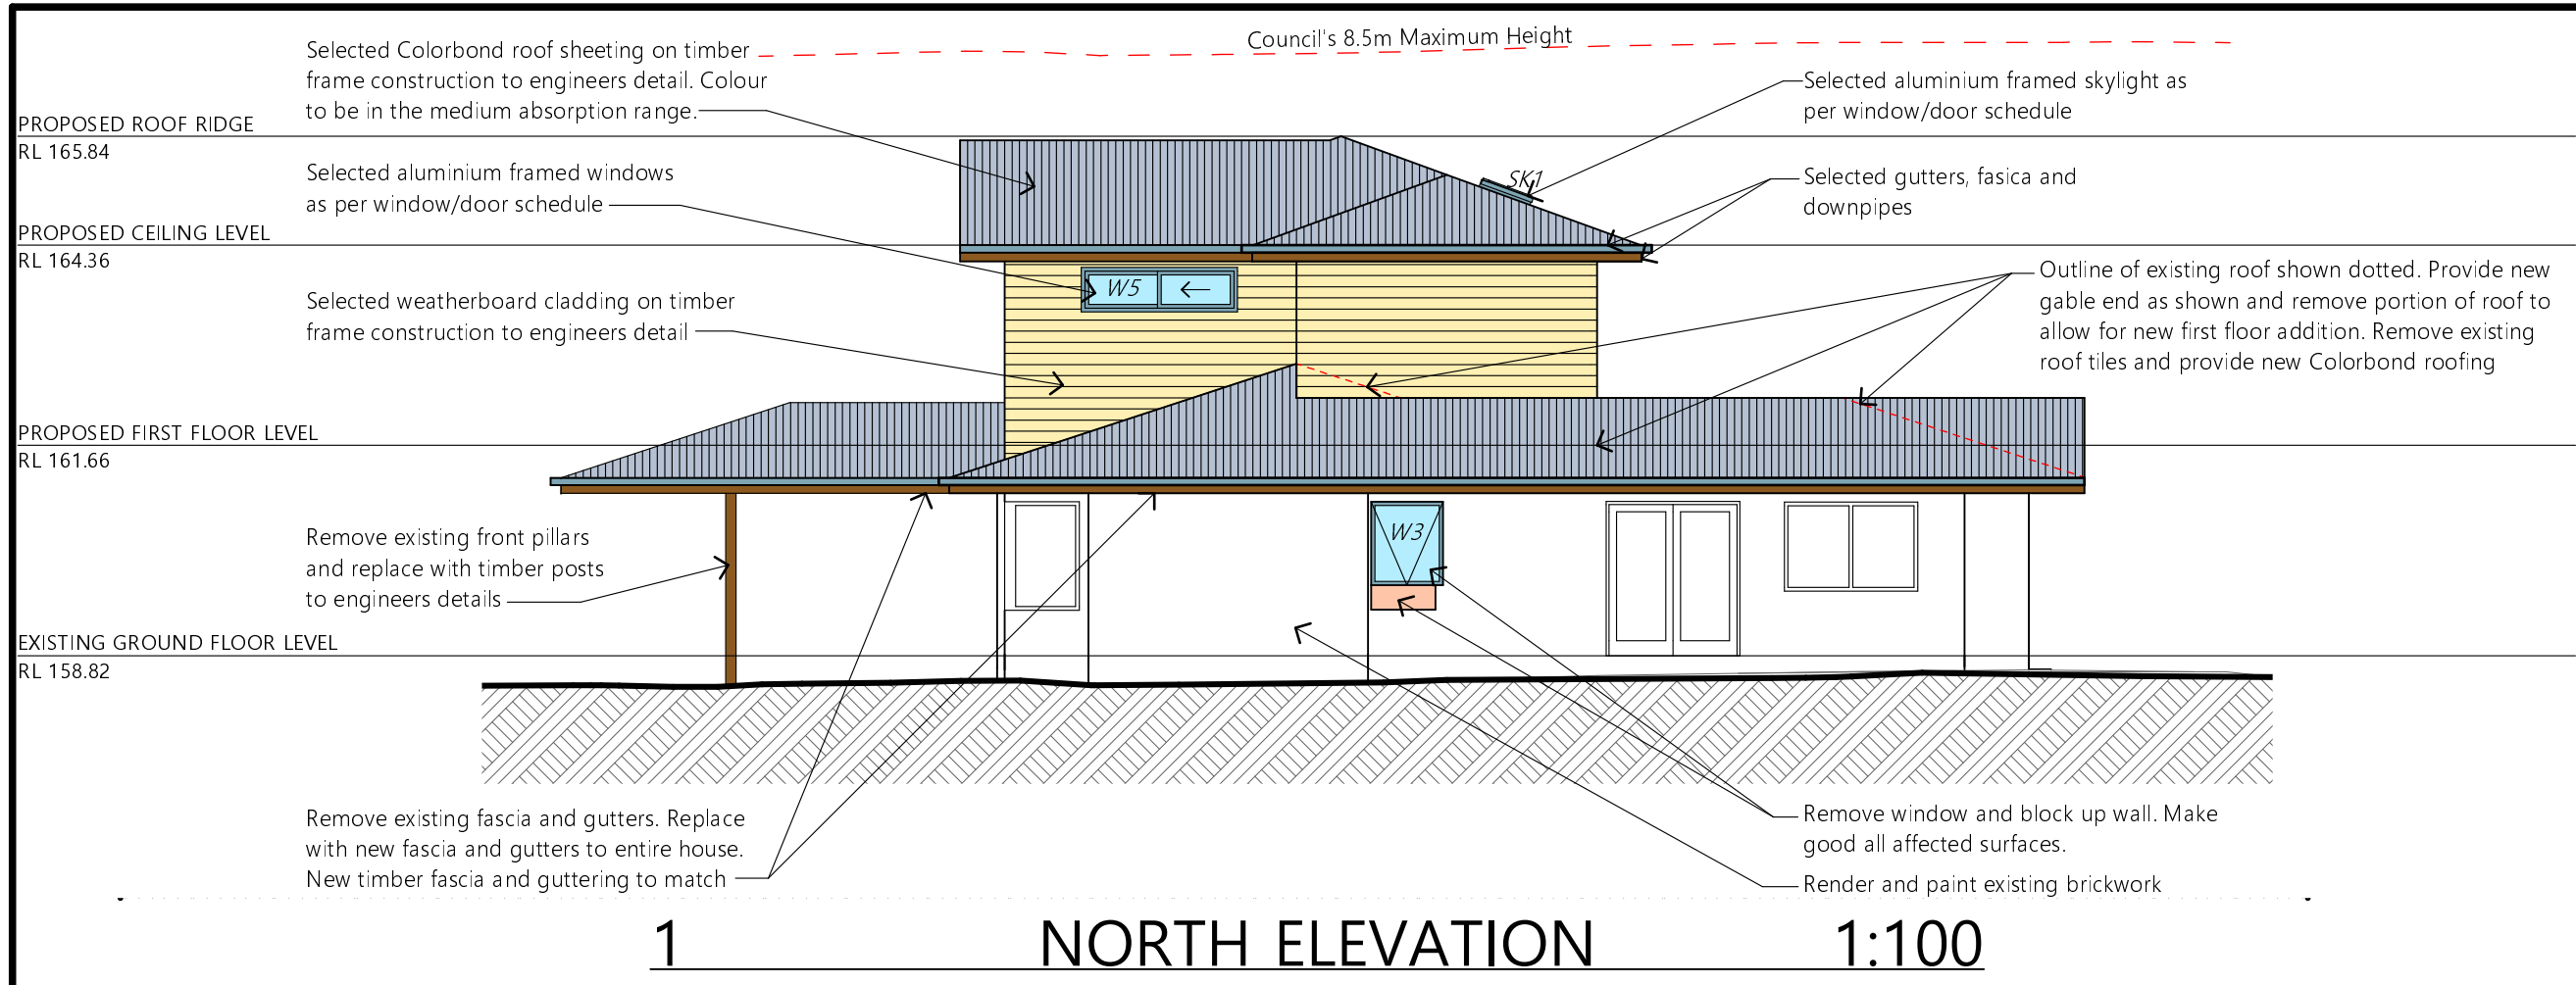 Council's 8.5m Maximum Height
Selected Colorbond roof sheeting on timber
frame construction to engineers detail. Colour
to be in the medium absorption range.
Selected aluminium framed skylight as
per window/door schedule
PROPOSED ROOF RIDGE
RL 165.84
Selected aluminium framed windows
as per window/door schedule
SK1
Selected gutters, fasica and
downpipes
PROPOSED CEILING LEVEL
RL 164.36
W5
Selected weatherboard cladding on timber
frame construction to engineers detail
Outline of existing roof shown dotted. Provide new
gable end as shown and remove portion of roof to
allow for new first floor addition. Remove existing
roof tiles and provide new Colorbond roofing
PROPOSED FIRST FLOOR LEVEL
RL 161.66
Remove existing front pillars
and replace with timber posts
to engineers details
W3
EXISTING GROUND FLOOR LEVEL
RL 158.82
Remove existing fascia and gutters. Replace
with new fascia and gutters to entire house.
New timber fascia and guttering to match
Remove window and block up wall. Make
good all affected surfaces.
Render and paint existing brickwork
1 NORTH ELEVATION 1:100